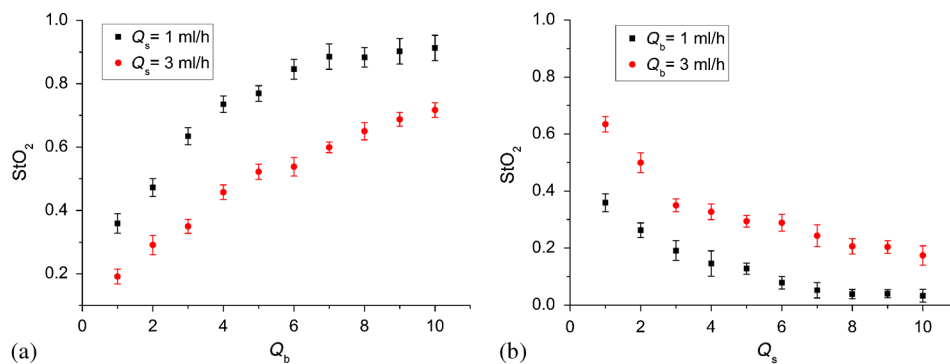 1.0
0.8
0.6
0.4
0.2
StO₂
0 2 4 6 8 10
Q_b
Q_s = 1 ml/h
Q_s = 3 ml/h
(a)
1.0
0.8
0.6
0.4
0.2
0.0
StO₂
0 2 4 6 8 10
Q_s
Q_b = 1 ml/h
Q_b = 3 ml/h
(b)